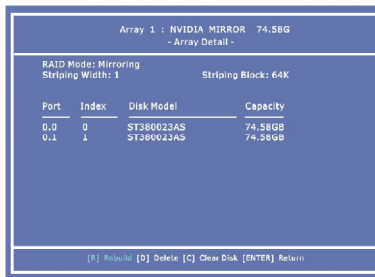 Array 1 : NVIDIA MIRROR 74.58G
- Array Detail -
RAID Mode: Mirroring
Striping Width: 1 Striping Block: 64K
Port Index Disk Model Capacity
0.0 0 ST380023AS 74.58GB
0.1 1 ST380023AS 74.58GB
[R] Rebuild [D] Delete [C] Clear Disk [ENTER] Return